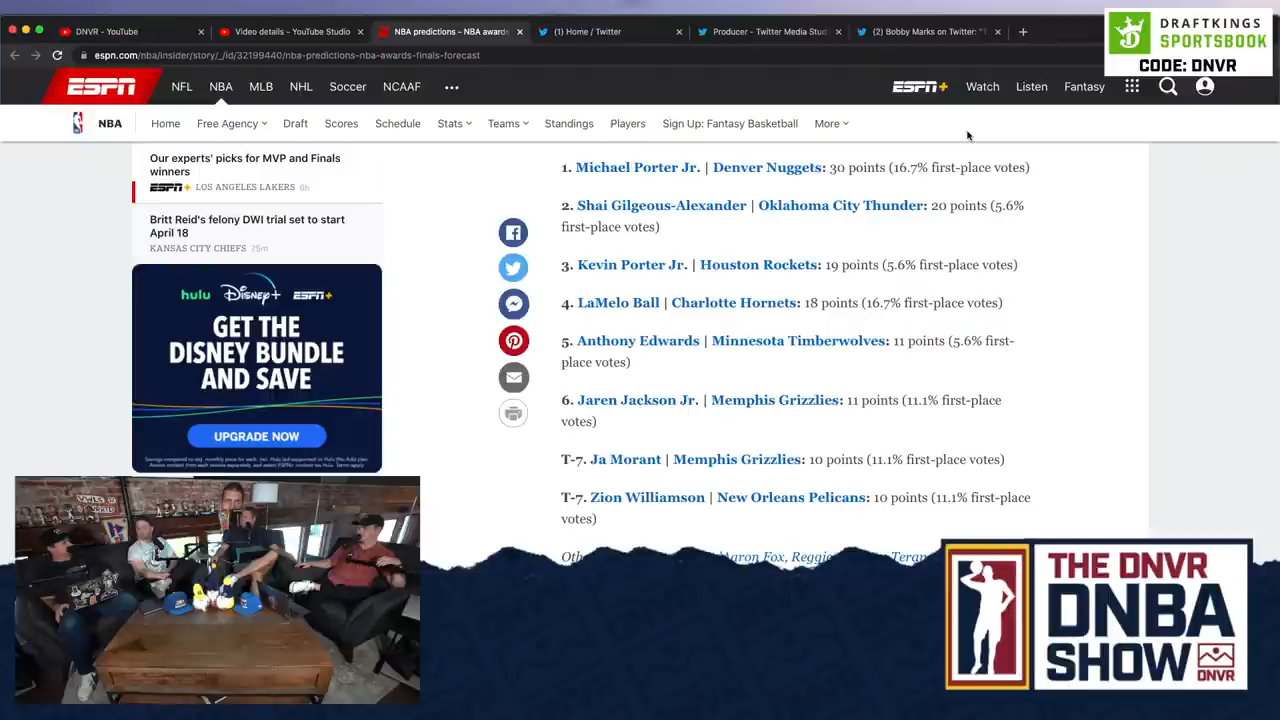 DNVR - YouTube
Video details - YouTube Studio
NBA predictions - NBA awards
(1) Home / Twitter
Producer - Twitter Media Stud
(2) Bobby Marks on Twitter: "T
DRAFTKINGS
SPORTSBOOK
CODE: DNVR
espn.com/nba/insider/story/_/id/32199440/nba-predictions-nba-awards-finals-forecast
ESPN
NFL
NBA
MLB
NHL
Soccer
NCAAF
ESPN+
Watch
Listen
Fantasy
NBA
Home
Free Agency
Draft
Scores
Schedule
Stats
Teams
Standings
Players
Sign Up: Fantasy Basketball
More
Our experts' picks for MVP and Finals
winners
ESPN+ LOS ANGELES LAKERS 6h
Britt Reid's felony DWI trial set to start
April 18
KANSAS CITY CHIEFS 75m
hulu Disney+ ESPN+
GET THE
DISNEY BUNDLE
AND SAVE
UPGRADE NOW
1. Michael Porter Jr. | Denver Nuggets: 30 points (16.7% first-place votes)
2. Shai Gilgeous-Alexander | Oklahoma City Thunder: 20 points (5.6%
first-place votes)
3. Kevin Porter Jr. | Houston Rockets: 19 points (5.6% first-place votes)
4. LaMelo Ball | Charlotte Hornets: 18 points (16.7% first-place votes)
5. Anthony Edwards | Minnesota Timberwolves: 11 points (5.6% first-
place votes)
6. Jaren Jackson Jr. | Memphis Grizzlies: 11 points (11.1% first-place
votes)
T-7. Ja Morant | Memphis Grizzlies: 10 points (11.1% first-place votes)
T-7. Zion Williamson | New Orleans Pelicans: 10 points (11.1% first-place
votes)
THE DNVR
DNBA
SHOW
DNVR